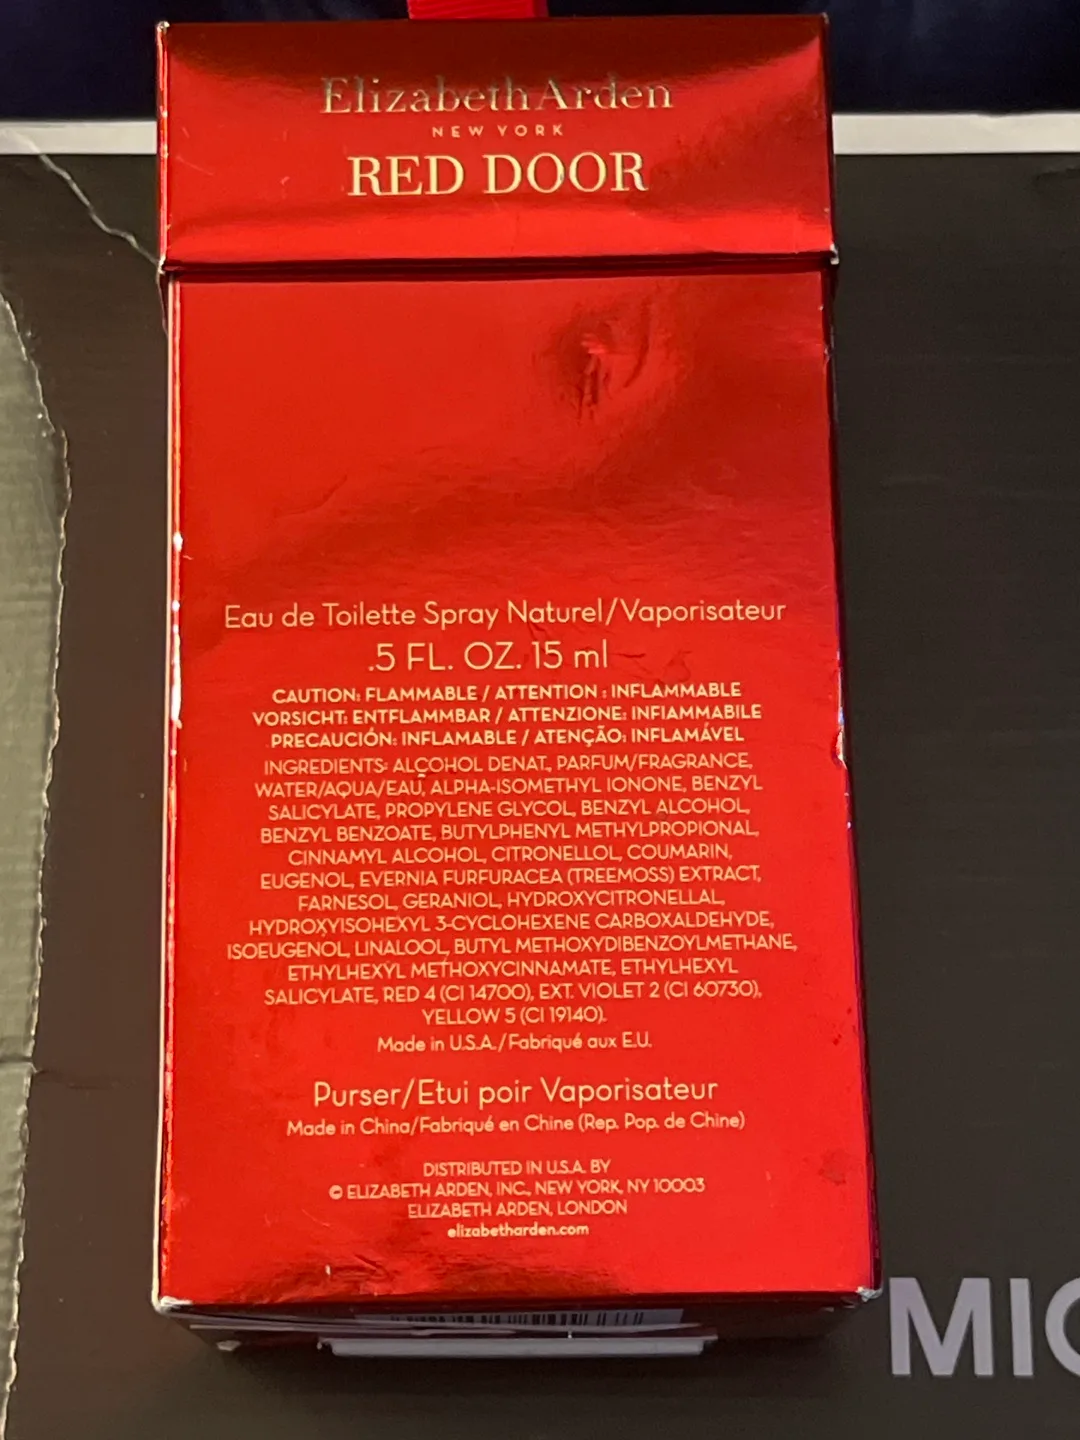 Elizabeth Arden
NEW YORK
RED DOOR
Eau de Toilette Spray Naturel/Vaporisateur
.5 FL. OZ. 15 ml
CAUTION: FLAMMABLE / ATTENTION : INFLAMMABLE
VORSICHT: ENTFLAMMBAR / ATTENZIONE: INFIAMMABILE
PRECAUCIÓN: INFLAMABLE / ATENÇÃO: INFLAMÁVEL
INGREDIENTS: ALCOHOL DENAT., PARFUM/FRAGRANCE,
WATER/AQUA/EAU, ALPHA-ISOMETHYL IONONE, BENZYL
SALICYLATE, PROPYLENE GLYCOL, BENZYL ALCOHOL,
BENZYL BENZOATE, BUTYLPHENYL METHYLPROPIONAL,
CINNAMYL ALCOHOL, CITRONELLOL, COUMARIN,
EUGENOL, EVERNIA FURFURACEA (TREEMOSS) EXTRACT,
FARNESOL, GERANIOL, HYDROXYCITRONELLAL,
HYDROXYISOHEXYL 3-CYCLOHEXENE CARBOXALDEHYDE,
ISOEUGENOL, LINALOOL, BUTYL METHOXYDIBENZOYLMETHANE,
ETHYLHEXYL METHOXYCINNAMATE, ETHYLHEXYL
SALICYLATE, RED 4 (CI 14700), EXT. VIOLET 2 (CI 60730),
YELLOW 5 (CI 19140).
Made in U.S.A./Fabriqué aux E.U.
Purser/Etui poir Vaporisateur
Made in China/Fabriqué en Chine (Rep. Pop. de Chine)
DISTRIBUTED IN U.S.A. BY
© ELIZABETH ARDEN, INC., NEW YORK, NY 10003
ELIZABETH ARDEN, LONDON
elizabetharden.com